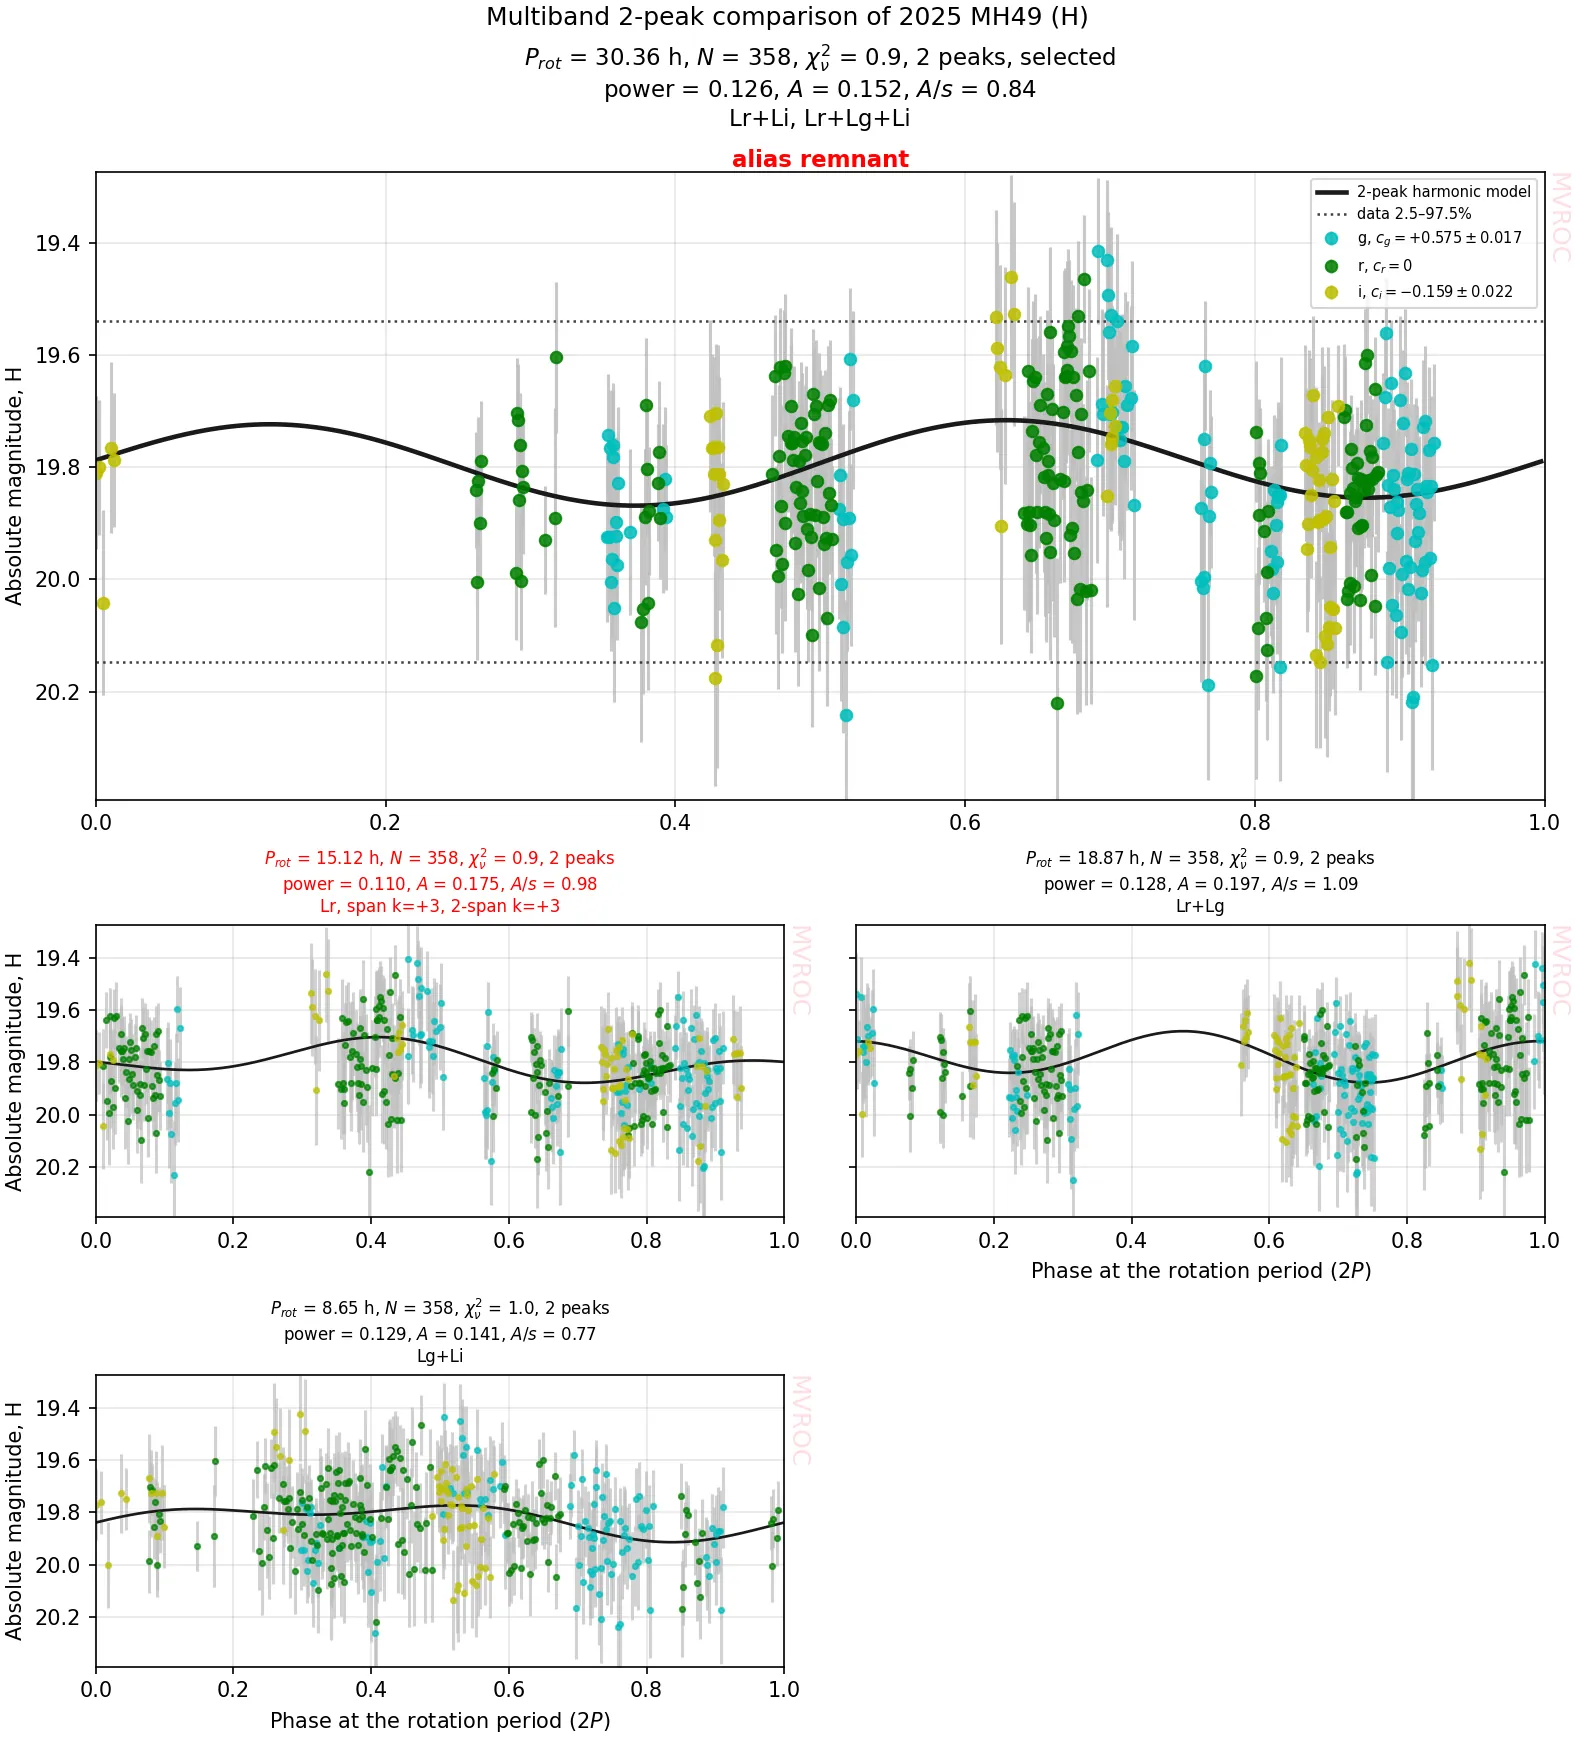 Multiband 2-peak comparison of 2025 MH49 (H)
P_rot = 30.36 h, N = 358, χ²_ν = 0.9, 2 peaks, selected
power = 0.126, A = 0.152, A/s = 0.84
Lr+Li, Lr+Lg+Li
alias remnant
2-peak harmonic model
data 2.5–97.5%
g, c_g = +0.575 ± 0.017
r, c_r = 0
i, c_i = −0.159 ± 0.022
MVROC
Absolute magnitude, H
19.4
19.6
19.8
20.0
20.2
0.0 0.2 0.4 0.6 0.8 1.0
P_rot = 15.12 h, N = 358, χ²_ν = 0.9, 2 peaks
power = 0.110, A = 0.175, A/s = 0.98
Lr, span k=+3, 2-span k=+3
MVROC
Absolute magnitude, H
19.4
19.6
19.8
20.0
20.2
0.0 0.2 0.4 0.6 0.8 1.0
P_rot = 18.87 h, N = 358, χ²_ν = 0.9, 2 peaks
power = 0.128, A = 0.197, A/s = 1.09
Lr+Lg
MVROC
0.0 0.2 0.4 0.6 0.8 1.0
Phase at the rotation period (2P)
P_rot = 8.65 h, N = 358, χ²_ν = 1.0, 2 peaks
power = 0.129, A = 0.141, A/s = 0.77
Lg+Li
MVROC
Absolute magnitude, H
19.4
19.6
19.8
20.0
20.2
0.0 0.2 0.4 0.6 0.8 1.0
Phase at the rotation period (2P)